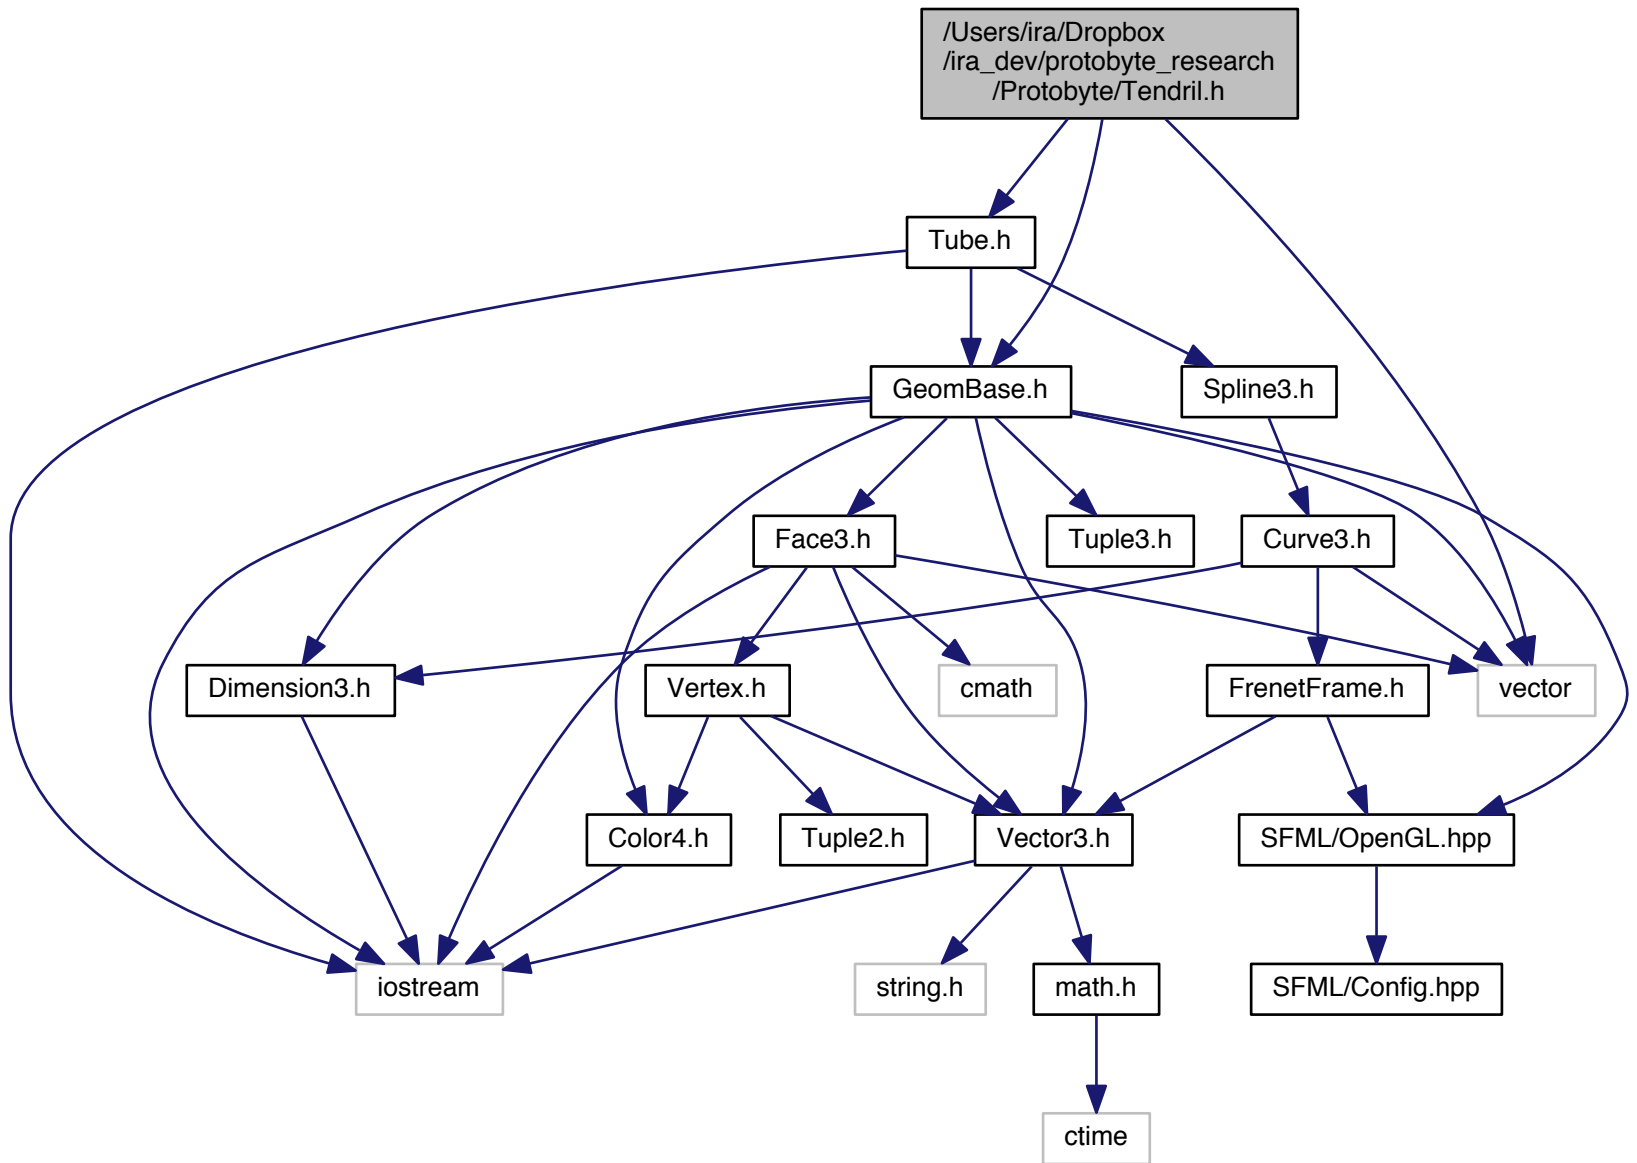 /Users/ira/Dropbox
/ira_dev/protobyte_research
/Protobyte/Tendril.h
Tube.h
GeomBase.h
Spline3.h
Face3.h
Tuple3.h
Curve3.h
Dimension3.h
Vertex.h
cmath
FrenetFrame.h
vector
Color4.h
Tuple2.h
Vector3.h
SFML/OpenGL.hpp
iostream
string.h
math.h
SFML/Config.hpp
ctime